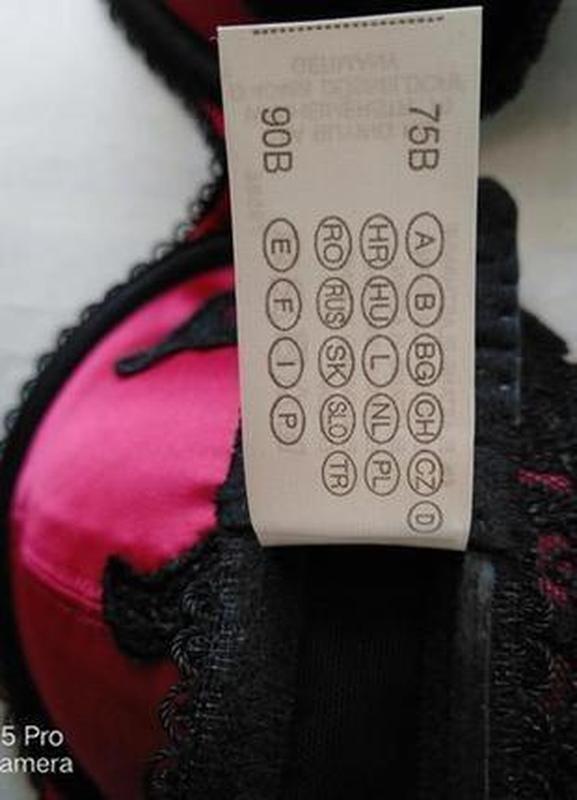 75B
A B BG CH CZ D
HR HU L NL PL
RO RUS SK SLO TR
90B
E F I P
5 Pro
amera